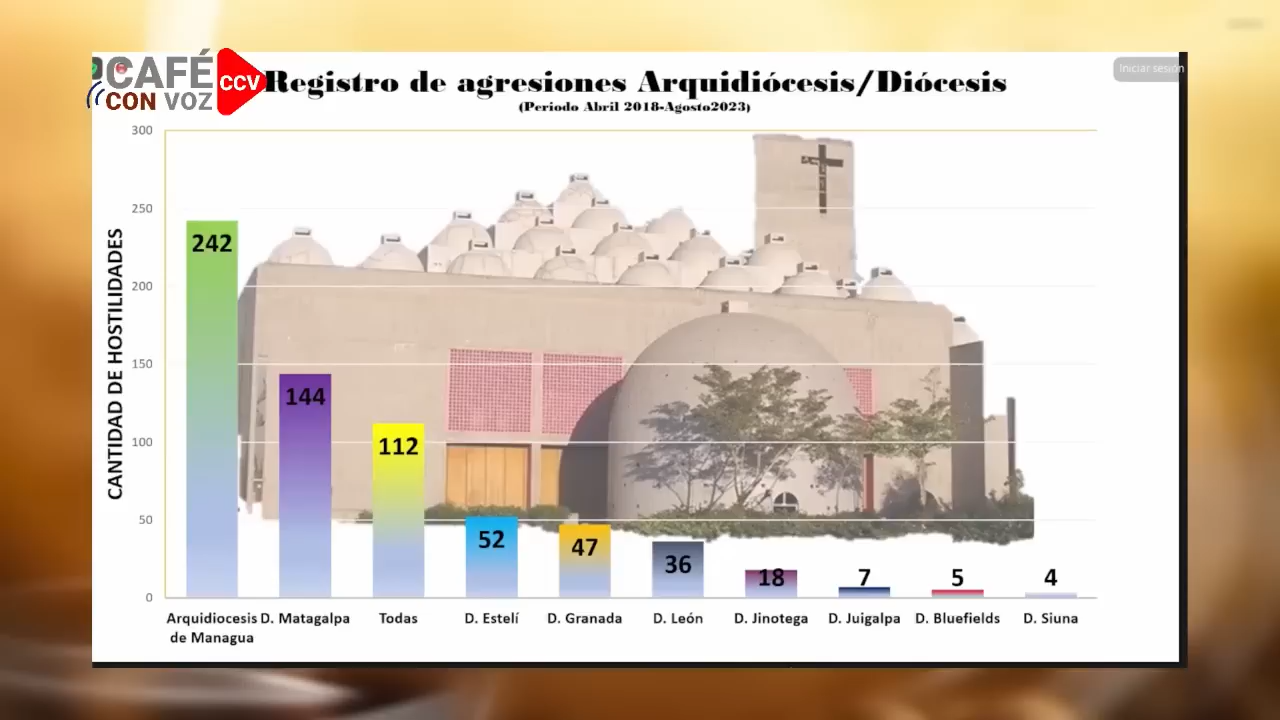 CAFÉ
CON VOZ
CCV
Registro de agresiones Arquidiócesis/Diócesis
(Periodo Abril 2018-Agosto2023)
Iniciar sesión
CANTIDAD DE HOSTILIDADES
300
250
200
150
100
50
0
242
144
112
52
47
36
18
7
5
4
Arquidiocesis D. Matagalpa Todas D. Estelí D. Granada D. León D. Jinotega D. Juigalpa D. Bluefields D. Siuna
de Managua